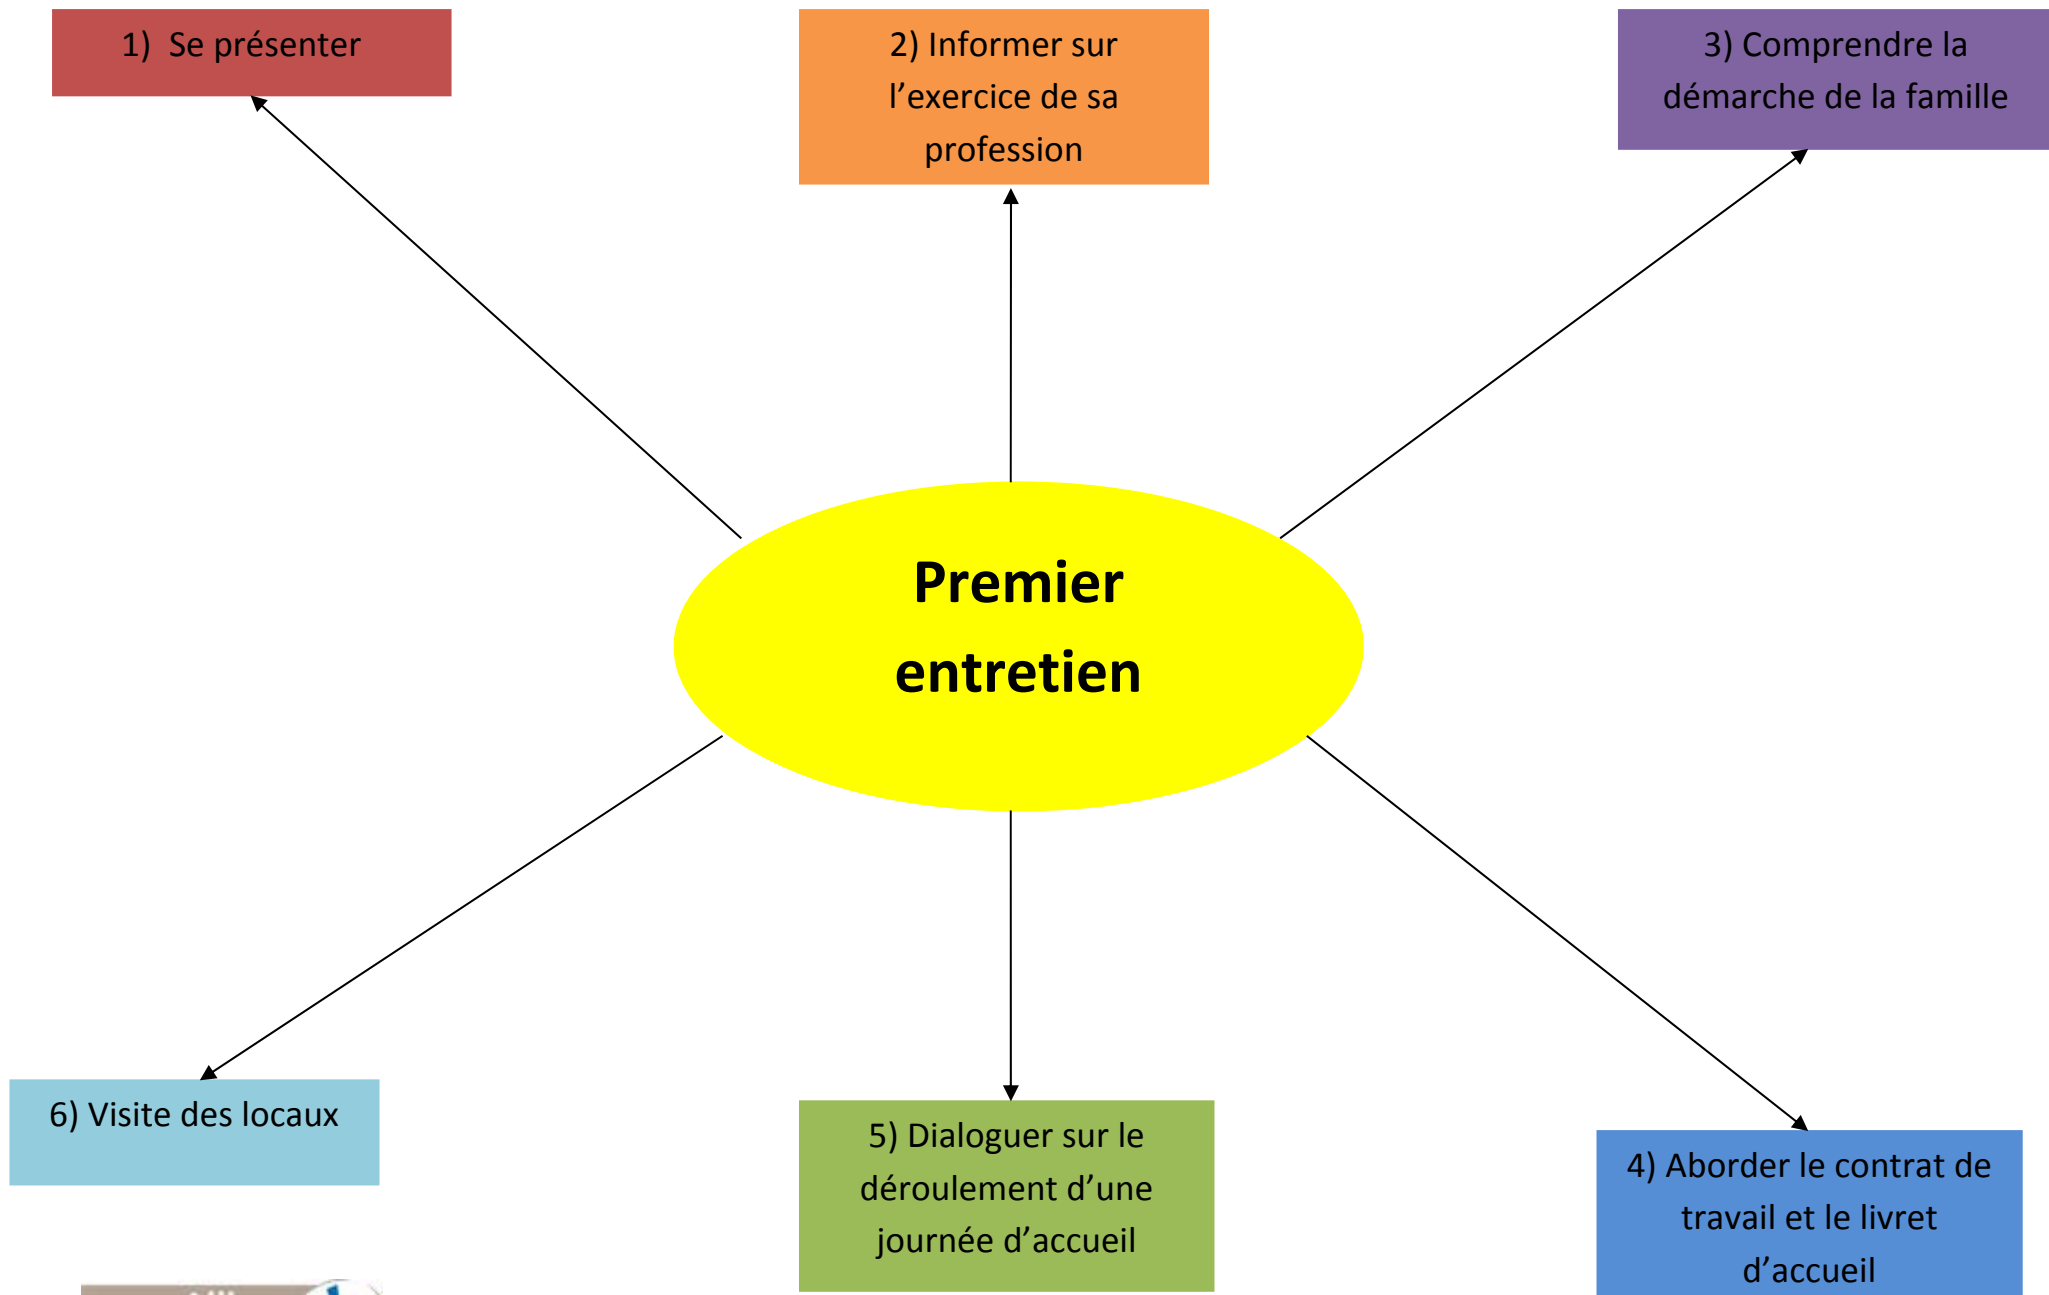 1) Se présenter
2) Informer sur
l’exercice de sa
profession
3) Comprendre la
démarche de la famille
Premier
entretien
6) Visite des locaux
5) Dialoguer sur le
déroulement d’une
journée d’accueil
4) Aborder le contrat de
travail et le livret
d’accueil